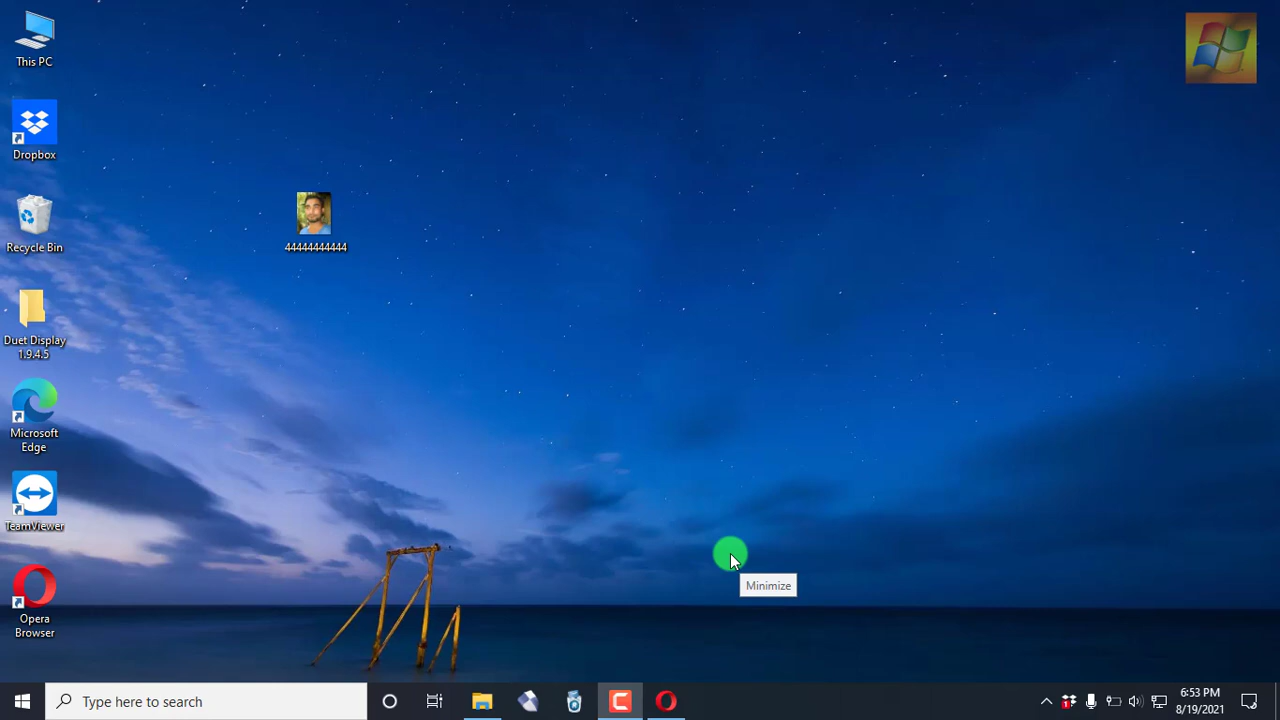 This PC
Dropbox
Recycle Bin
Duet Display
1.9.4.5
Microsoft
Edge
TeamViewer
Opera
Browser
44444444444
Minimize
Type here to search
1
6:53 PM
8/19/2021